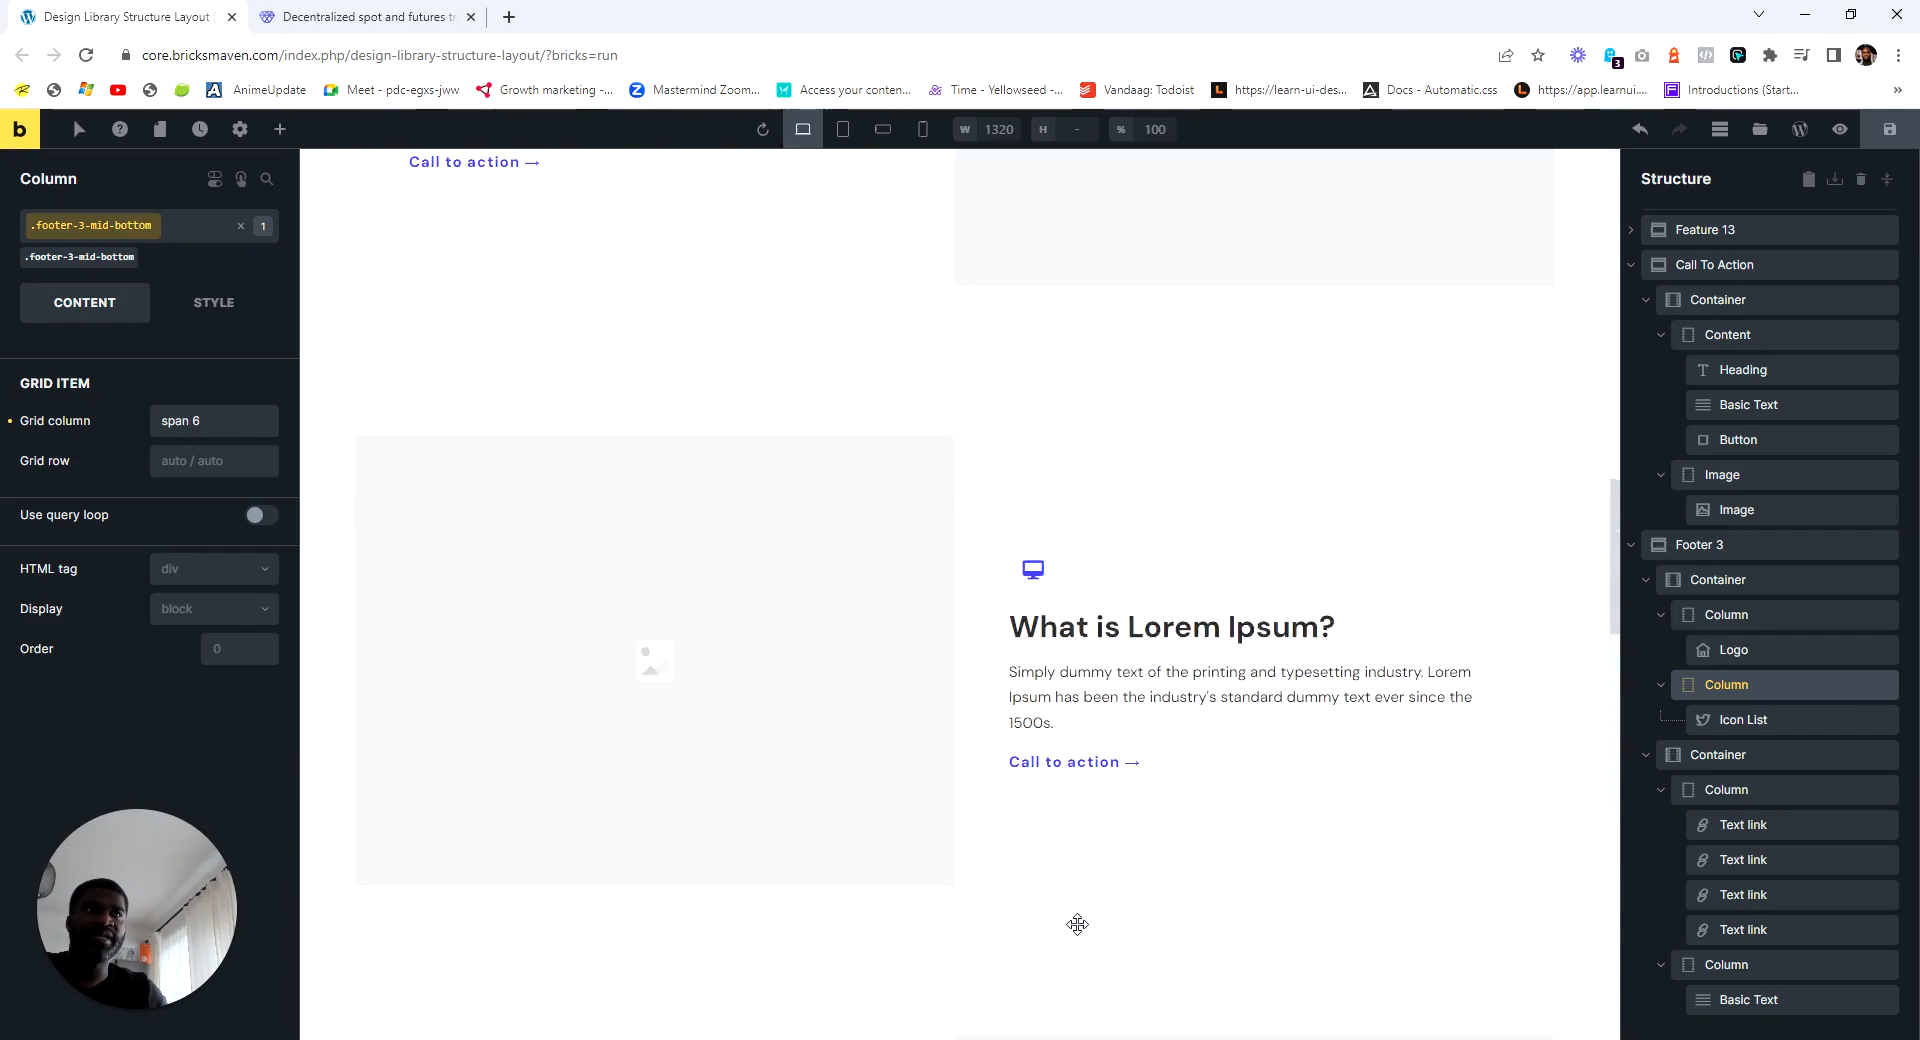 Design Library Structure Layout
Decentralized spot and futures t
core.bricksmaven.com/index.php/design-library-structure-layout/?bricks=run
3
AnimeUpdate
Meet - pdc-egxs-jww
Growth marketing -...
Mastermind Zoom...
Access your conten...
Time - Yellowseed -...
Vandaag: Todoist
https://learn-ui-des...
Docs - Automatic.css
https://app.learnui....
Introductions (Start...
»
b
W 1320
H -
% 100
Column
.footer-3-mid-bottom
× 1
.footer-3-mid-bottom
CONTENT
STYLE
GRID ITEM
Grid column
span 6
Grid row
auto / auto
Use query loop
HTML tag
div
Display
block
Order
0
Call to action →
What is Lorem Ipsum?
Simply dummy text of the printing and typesetting industry. Lorem
Ipsum has been the industry's standard dummy text ever since the
1500s.
Call to action →
Structure
Feature 13
Call To Action
Container
Content
Heading
Basic Text
Button
Image
Image
Footer 3
Container
Column
Logo
Column
Icon List
Container
Column
Text link
Text link
Text link
Text link
Column
Basic Text